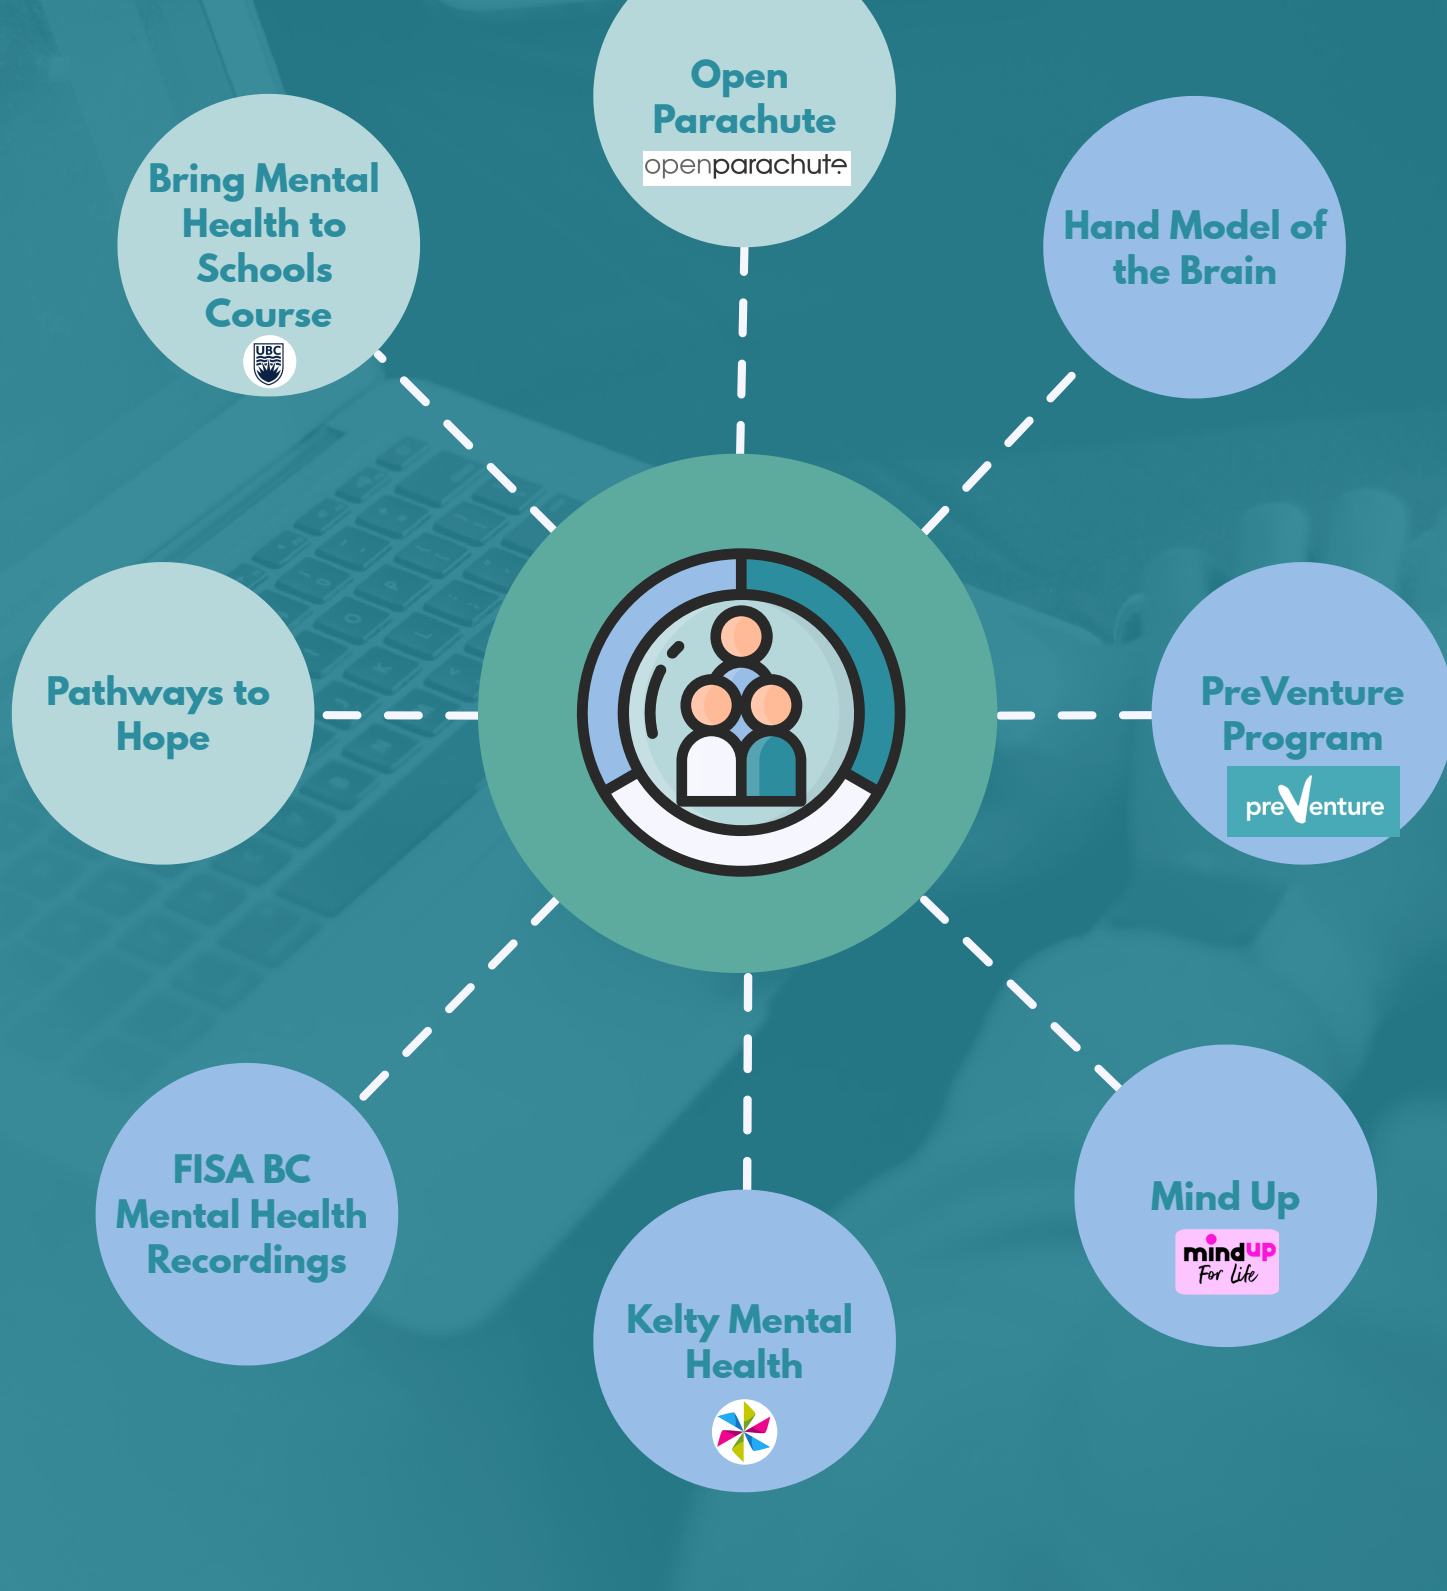 Open
Parachute
openparachute
Bring Mental
Health to
Schools
Course
UBC
Hand Model of
the Brain
Pathways to
Hope
PreVenture
Program
preVenture
FISA BC
Mental Health
Recordings
Mind Up
mindup
For Life
Kelty Mental
Health